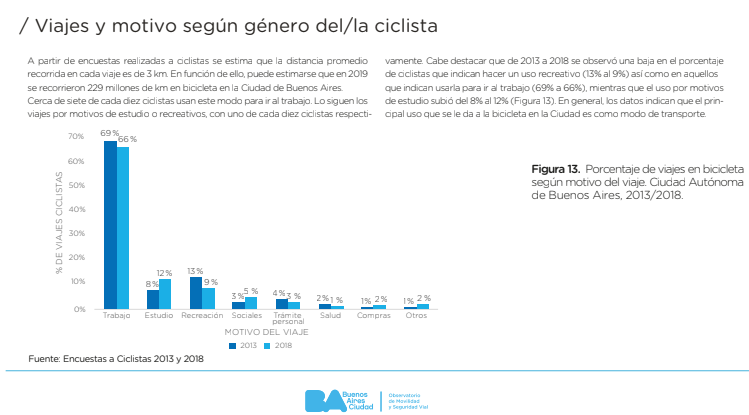 / Viajes y motivo según género del/la ciclista
A partir de encuestas realizadas a ciclistas se estima que la distancia promedio
recorrida en cada viaje es de 3 km. En función de ello, puede estimarse que en 2019
se recorrieron 229 millones de km en bicicleta en la Ciudad de Buenos Aires.
Cerca de siete de cada diez ciclistas usan este modo para ir al trabajo. Lo siguen los
viajes por motivos de estudio o recreativos, con uno de cada diez ciclistas respecti-
vamente. Cabe destacar que de 2013 a 2018 se observó una baja en el porcentaje
de ciclistas que indican hacer un uso recreativo (13% al 9%) así como en aquellos
que indican usarla para ir al trabajo (69% a 66%), mientras que el uso por motivos
de estudio subió del 8% al 12% (Figura 13). En general, los datos indican que el prin-
cipal uso que se le da a la bicicleta en la Ciudad es como modo de transporte.
% DE VIAJES CICLISTAS
70%
60%
50%
40%
30%
20%
10%
0%
69% 66%
8% 12%
13% 9%
3% 5%
4% 3%
2% 1%
1% 2%
1% 2%
Trabajo Estudio Recreación Sociales Trámite personal Salud Compras Otros
MOTIVO DEL VIAJE
2013 2018
Figura 13. Porcentaje de viajes en bicicleta
según motivo del viaje. Ciudad Autónoma
de Buenos Aires, 2013/2018.
Fuente: Encuestas a Ciclistas 2013 y 2018
BA Buenos
Aires
Ciudad
Observatorio
de Movilidad
y Seguridad Vial